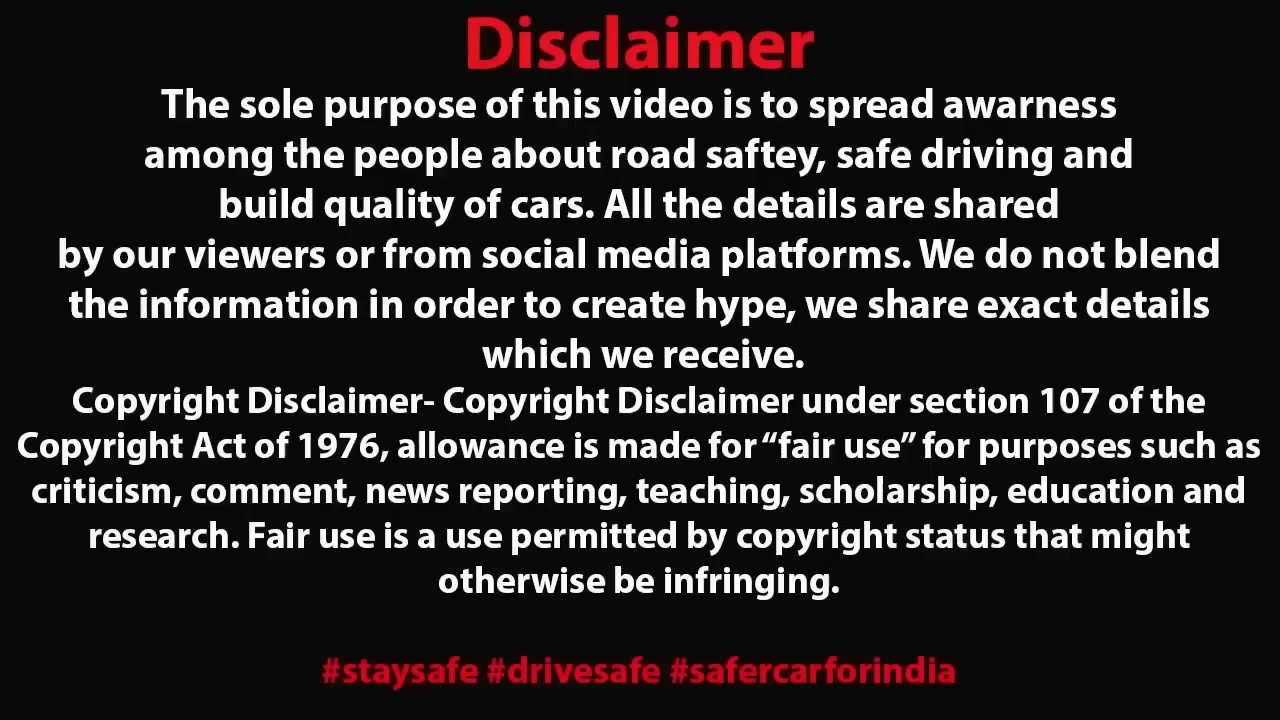 Disclaimer
The sole purpose of this video is to spread awarness
among the people about road saftey, safe driving and
build quality of cars. All the details are shared
by our viewers or from social media platforms. We do not blend
the information in order to create hype, we share exact details
which we receive.
Copyright Disclaimer- Copyright Disclaimer under section 107 of the
Copyright Act of 1976, allowance is made for “fair use” for purposes such as
criticism, comment, news reporting, teaching, scholarship, education and
research. Fair use is a use permitted by copyright status that might
otherwise be infringing.
#staysafe #drivesafe #safercarforindia